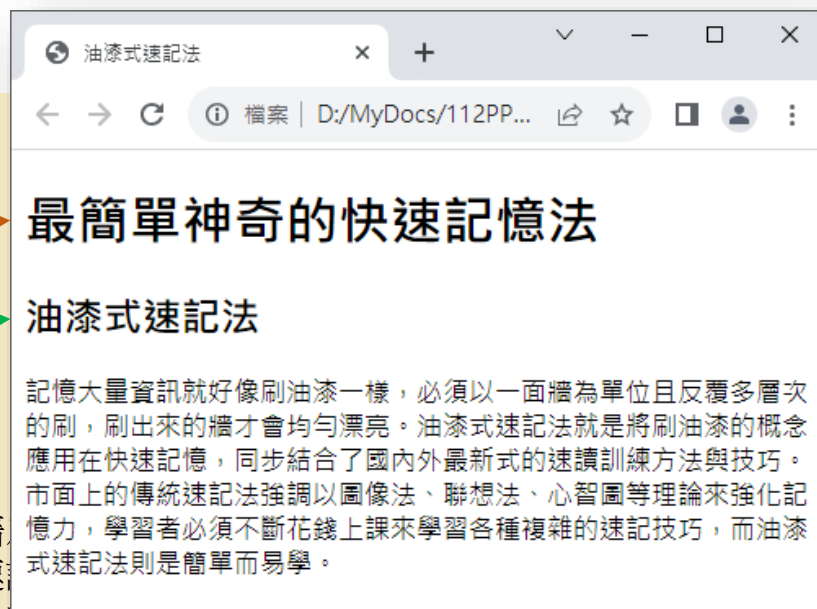 油漆式速記法
檔案 D:/MyDocs/112PP...
最簡單神奇的快速記憶法
油漆式速記法
記憶大量資訊就好像刷油漆一樣，必須以一面牆為單位且反覆多層次
的刷，刷出來的牆才會均勻漂亮。油漆式速記法就是將刷油漆的概念
應用在快速記憶，同步結合了國內外最新式的速讀訓練方法與技巧。
市面上的傳統速記法強調以圖像法、聯想法、心智圖等理論來強化記
憶力，學習者必須不斷花錢上課來學習各種複雜的速記技巧，而油漆
式速記法則是簡單而易學。